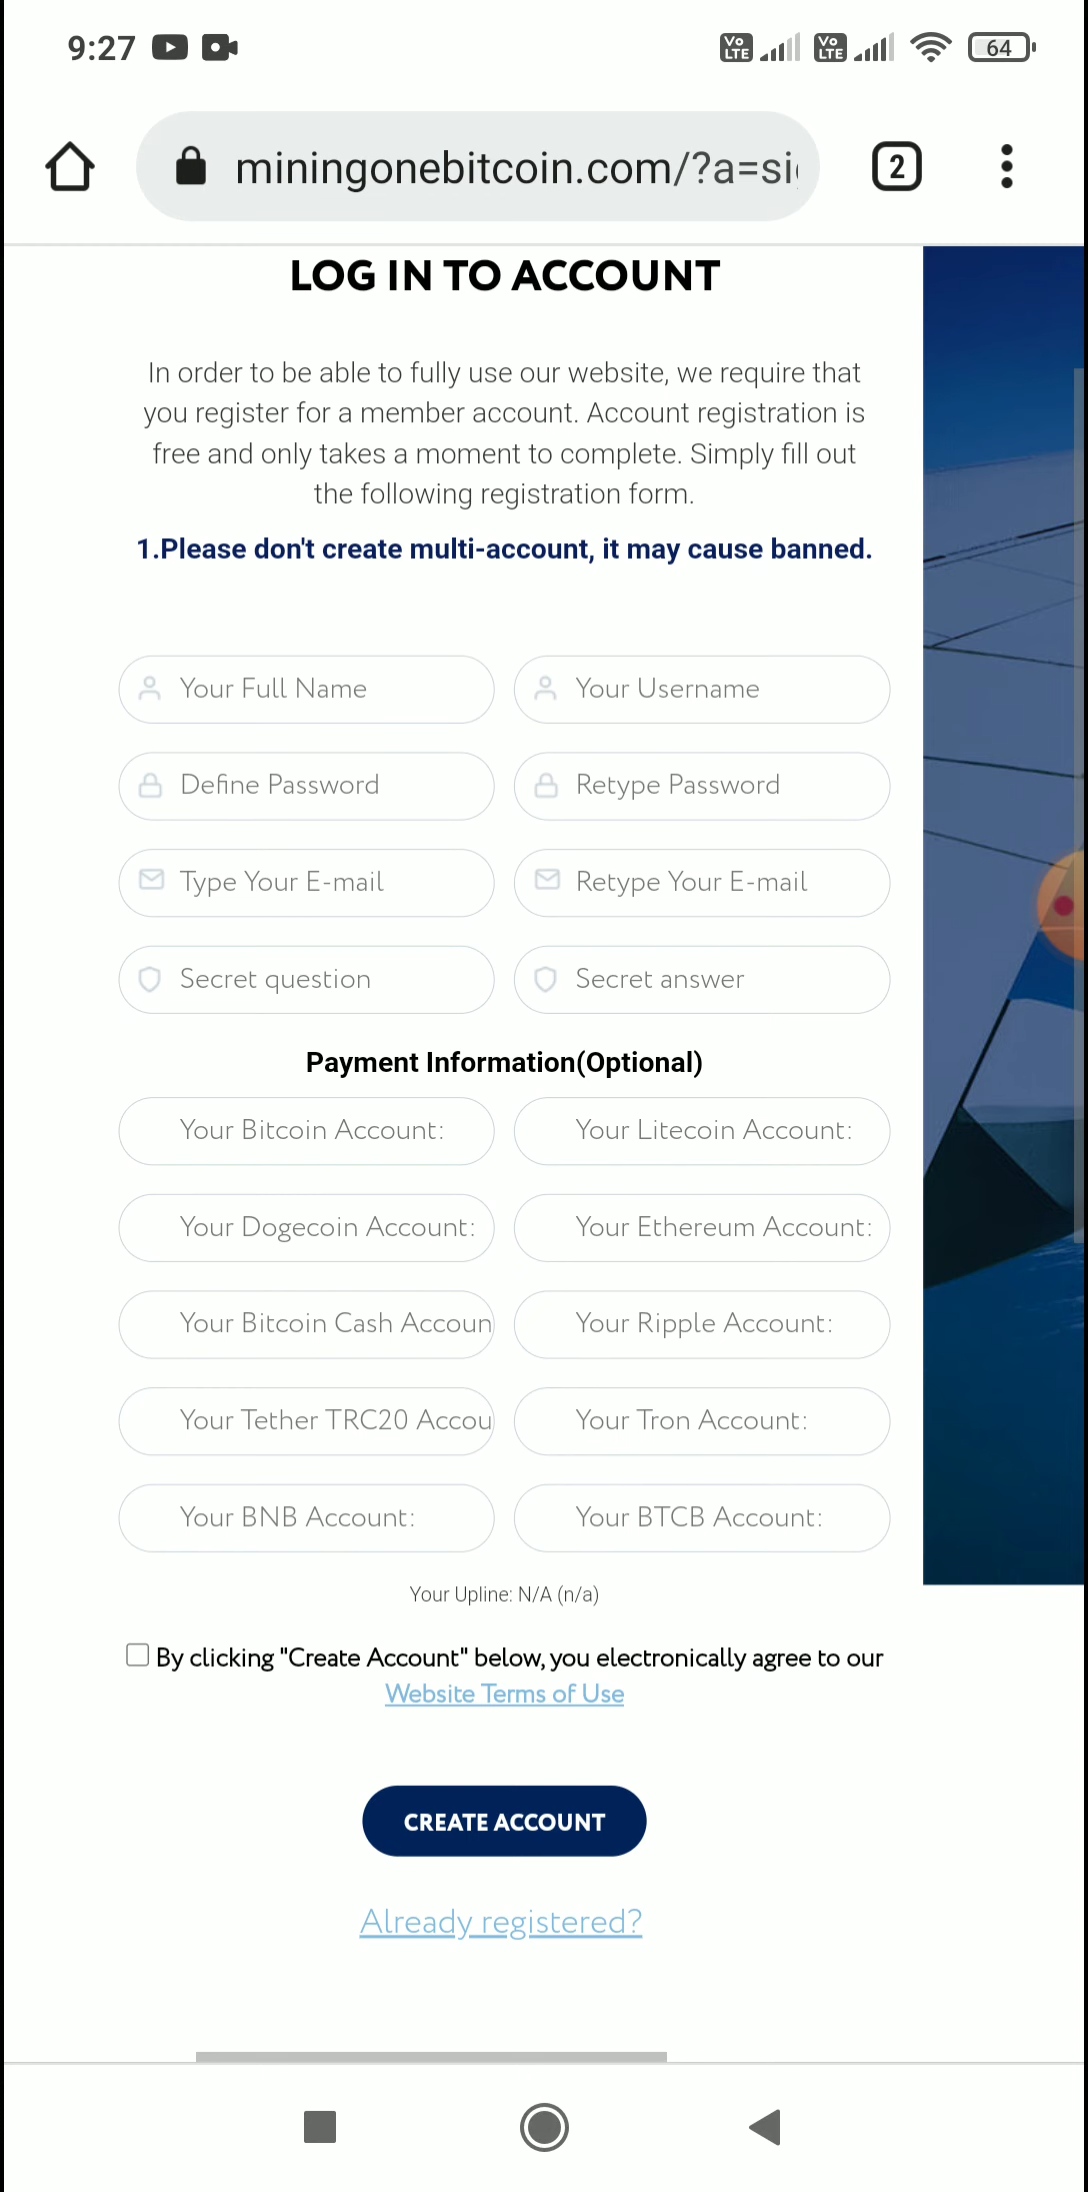 9:27
Vo LTE
Vo LTE
64
miningonebitcoin.com/?a=si
2
LOG IN TO ACCOUNT
In order to be able to fully use our website, we require that
you register for a member account. Account registration is
free and only takes a moment to complete. Simply fill out
the following registration form.
1.Please don't create multi-account, it may cause banned.
Your Full Name
Your Username
Define Password
Retype Password
Type Your E-mail
Retype Your E-mail
Secret question
Secret answer
Payment Information(Optional)
Your Bitcoin Account:
Your Litecoin Account:
Your Dogecoin Account:
Your Ethereum Account:
Your Bitcoin Cash Accoun
Your Ripple Account:
Your Tether TRC20 Accou
Your Tron Account:
Your BNB Account:
Your BTCB Account:
Your Upline: N/A (n/a)
By clicking "Create Account" below, you electronically agree to our
Website Terms of Use
CREATE ACCOUNT
Already registered?